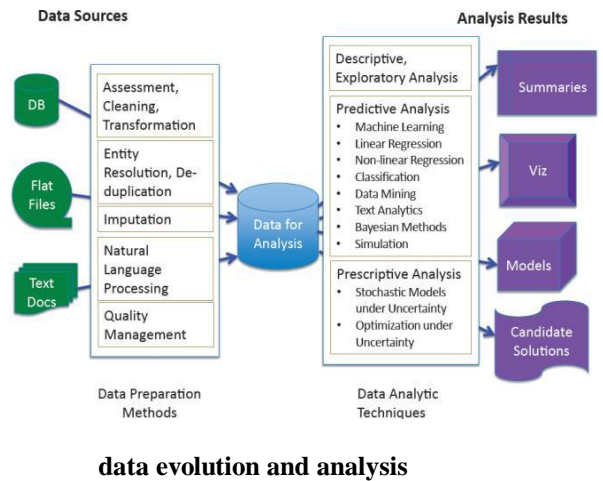 Data Sources
Analysis Results
DB
Flat
Files
Text
Docs
Assessment,
Cleaning,
Transformation
Entity
Resolution, De-
duplication
Imputation
Natural
Language
Processing
Quality
Management
Data Preparation
Methods
Data for
Analysis
Descriptive,
Exploratory Analysis
Predictive Analysis
• Machine Learning
• Linear Regression
• Non-linear Regression
• Classification
• Data Mining
• Text Analytics
• Bayesian Methods
• Simulation
Prescriptive Analysis
• Stochastic Models
under Uncertainty
• Optimization under
Uncertainty
Data Analytic
Techniques
Summaries
Viz
Models
Candidate
Solutions
data evolution and analysis